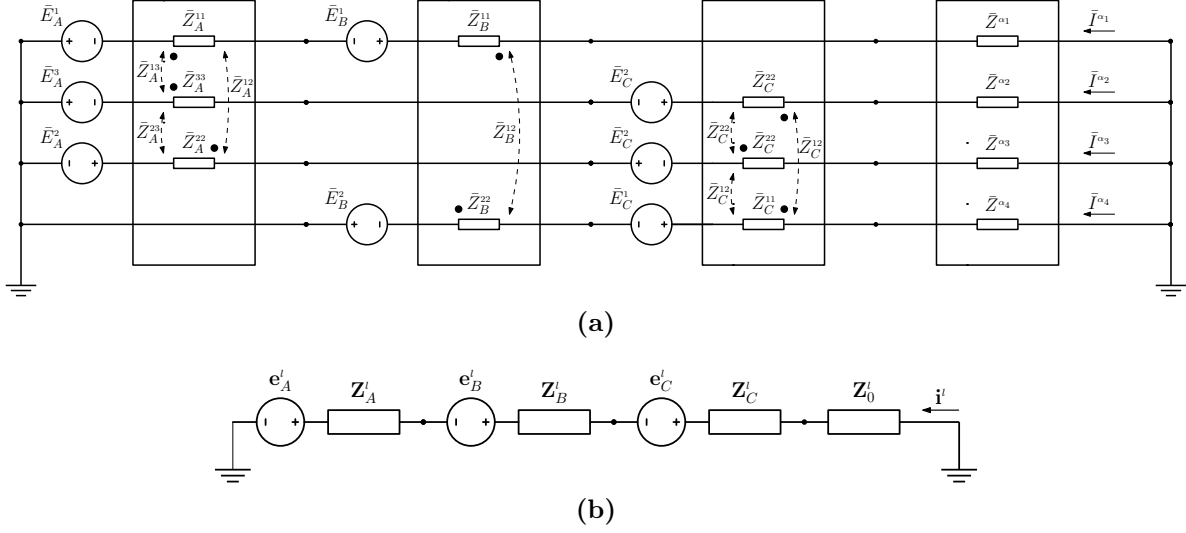 Ē_A^1 Z̄_A^11 Ē_B^1 Z̄_B^11 Z̄^α1 Ī^α1
Z̄_A^13
Ē_A^3 Z̄_A^33 Z̄_A^12 Ē_C^2 Z̄_C^22 Z̄^α2 Ī^α2
Z̄_A^23 Z̄_B^12 Z̄_C^22
Ē_A^2 Z̄_A^22 Ē_C^2 Z̄_C^22 Z̄_C^12 Z̄^α3 Ī^α3
Z̄_C^12
Ē_B^2 Z̄_B^22 Ē_C^1 Z̄_C^11 Z̄^α4 Ī^α4
(a)
e_A^l Z_A^l e_B^l Z_B^l e_C^l Z_C^l Z_0^l i^l
(b)